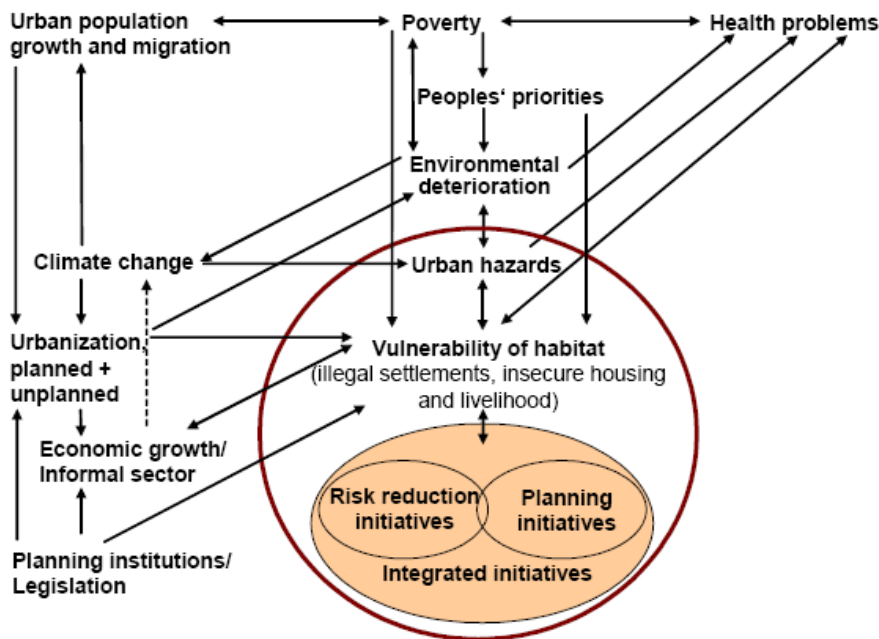 Urban population
growth and migration
Poverty
Health problems
Peoples‘ priorities
Environmental
deterioration
Climate change
Urban hazards
Urbanization,
planned +
unplanned
Vulnerability of habitat
(illegal settlements, insecure housing
and livelihood)
Economic growth/
Informal sector
Risk reduction
initiatives
Planning
initiatives
Integrated initiatives
Planning institutions/
Legislation